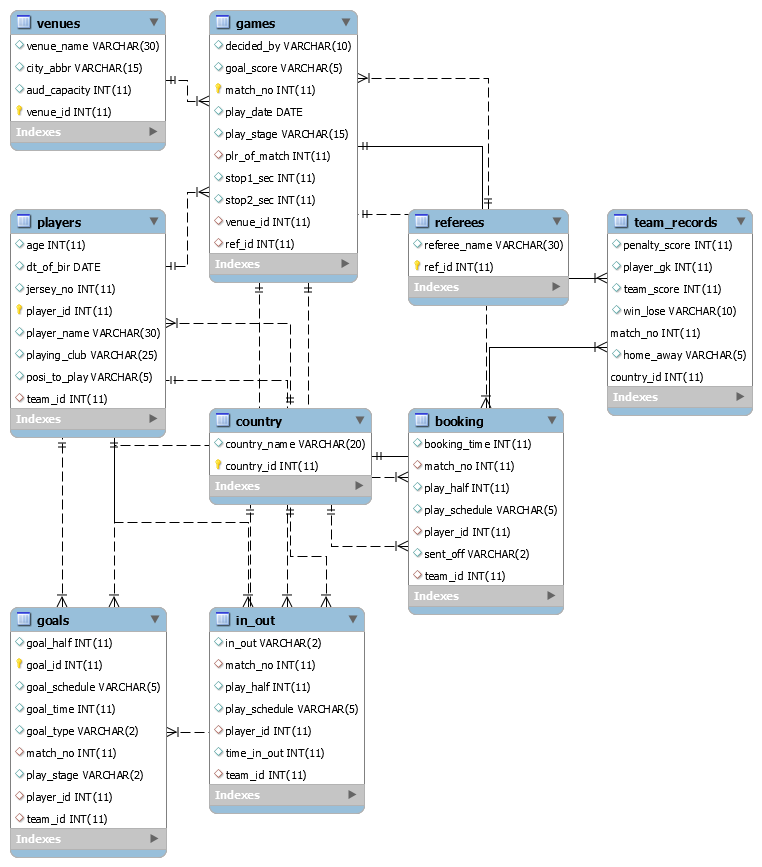 venues
venue_name VARCHAR(30)
city_abbr VARCHAR(15)
aud_capacity INT(11)
venue_id INT(11)
Indexes
games
decided_by VARCHAR(10)
goal_score VARCHAR(5)
match_no INT(11)
play_date DATE
play_stage VARCHAR(15)
plr_of_match INT(11)
stop1_sec INT(11)
stop2_sec INT(11)
venue_id INT(11)
ref_id INT(11)
Indexes
players
age INT(11)
dt_of_bir DATE
jersey_no INT(11)
player_id INT(11)
player_name VARCHAR(30)
playing_club VARCHAR(25)
posi_to_play VARCHAR(5)
team_id INT(11)
Indexes
referees
referee_name VARCHAR(30)
ref_id INT(11)
Indexes
team_records
penalty_score INT(11)
player_gk INT(11)
team_score INT(11)
win_lose VARCHAR(10)
match_no INT(11)
home_away VARCHAR(5)
country_id INT(11)
Indexes
country
country_name VARCHAR(20)
country_id INT(11)
Indexes
booking
booking_time INT(11)
match_no INT(11)
play_half INT(11)
play_schedule VARCHAR(5)
player_id INT(11)
sent_off VARCHAR(2)
team_id INT(11)
Indexes
goals
goal_half INT(11)
goal_id INT(11)
goal_schedule VARCHAR(5)
goal_time INT(11)
goal_type VARCHAR(2)
match_no INT(11)
play_stage VARCHAR(2)
player_id INT(11)
team_id INT(11)
Indexes
in_out
in_out VARCHAR(2)
match_no INT(11)
play_half INT(11)
play_schedule VARCHAR(5)
player_id INT(11)
time_in_out INT(11)
team_id INT(11)
Indexes